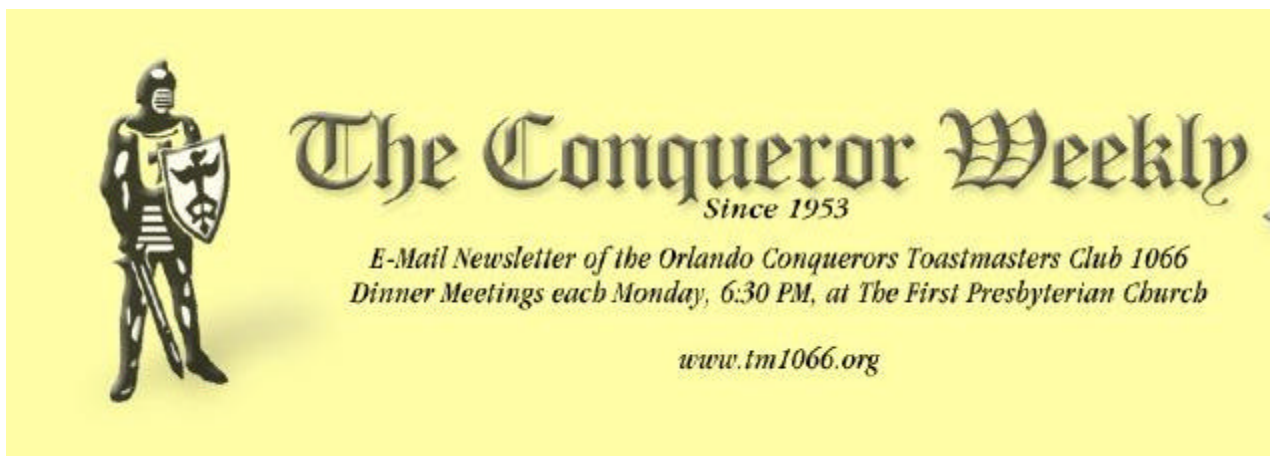 The Conqueror Weekly
Since 1953
E-Mail Newsletter of the Orlando Conquerors Toastmasters Club 1066
Dinner Meetings each Monday, 6:30 PM, at The First Presbyterian Church
www.tm1066.org